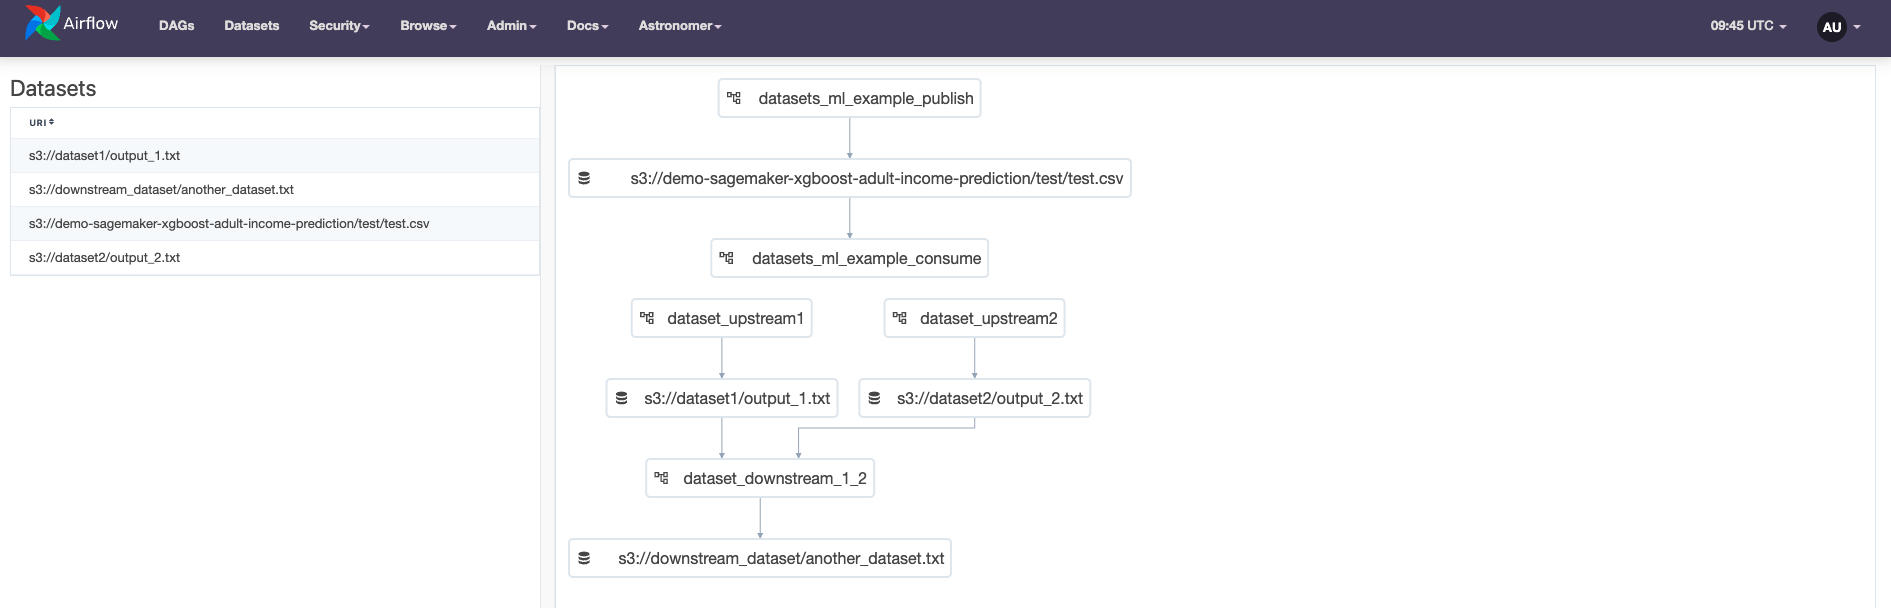 Airflow DAGs Datasets Security Browse Admin Docs Astronomer 09:45 UTC AU
Datasets
URI
s3://dataset1/output_1.txt
s3://downstream_dataset/another_dataset.txt
s3://demo-sagemaker-xgboost-adult-income-prediction/test/test.csv
s3://dataset2/output_2.txt
datasets_ml_example_publish
s3://demo-sagemaker-xgboost-adult-income-prediction/test/test.csv
datasets_ml_example_consume
dataset_upstream1 dataset_upstream2
s3://dataset1/output_1.txt s3://dataset2/output_2.txt
dataset_downstream_1_2
s3://downstream_dataset/another_dataset.txt